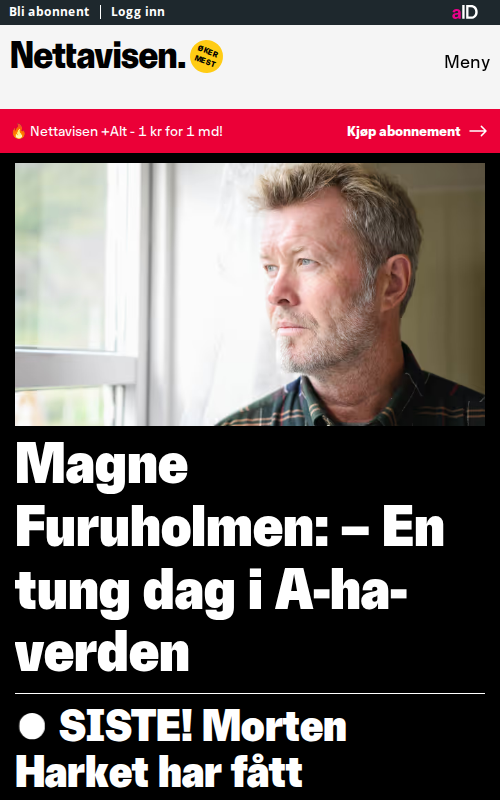 Bli abonnent | Logg inn
aID
Nettavisen.
ØKER
MEST
Meny
Nettavisen +Alt - 1 kr for 1 md!
Kjøp abonnement →
Magne
Furuholmen: – En
tung dag i A-ha-
verden
● SISTE! Morten
Harket har fått